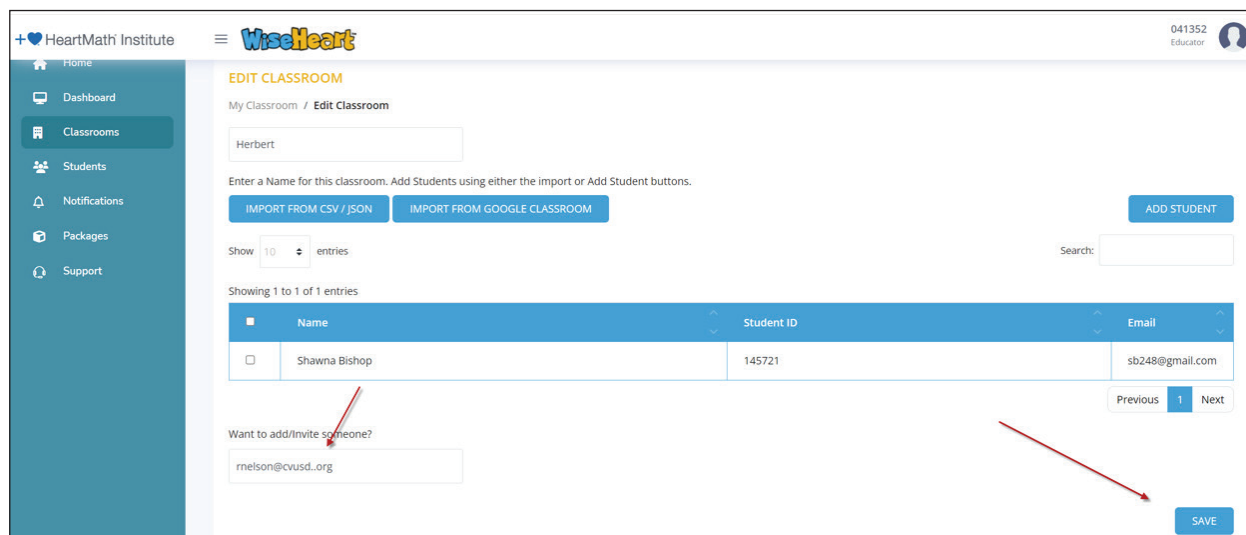 HeartMath Institute
WiseHeart
041352
Educator
Home
Dashboard
Classrooms
Students
Notifications
Packages
Support
EDIT CLASSROOM
My Classroom / Edit Classroom
Herbert
Enter a Name for this classroom. Add Students using either the import or Add Student buttons.
IMPORT FROM CSV / JSON
IMPORT FROM GOOGLE CLASSROOM
ADD STUDENT
Show 10 entries
Search:
Showing 1 to 1 of 1 entries
Name Student ID Email
Shawna Bishop 145721 sb248@gmail.com
Previous 1 Next
Want to add/Invite someone?
rnelson@cvusd..org
SAVE